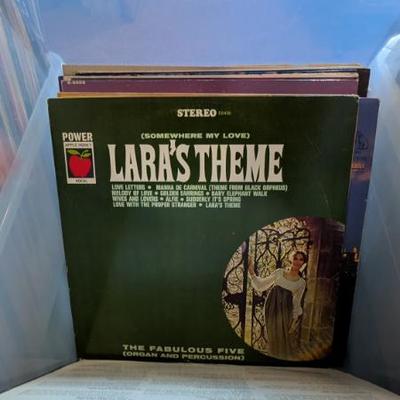 STEREO
(SOMEWHERE MY LOVE)
POWER
LARA'S THEME
LOVE LETTERS • MANHA DE CARNIVAL (THEME FROM BLACK ORPHEUS)
MELODY OF LOVE • GOLDEN EARRINGS • BABY ELEPHANT WALK
WIVES AND LOVERS • ALFIE • SUDDENLY IT'S SPRING
LOVE WITH THE PROPER STRANGER • LARA'S THEME
THE FABULOUS FIVE
(ORGAN AND PERCUSSION)